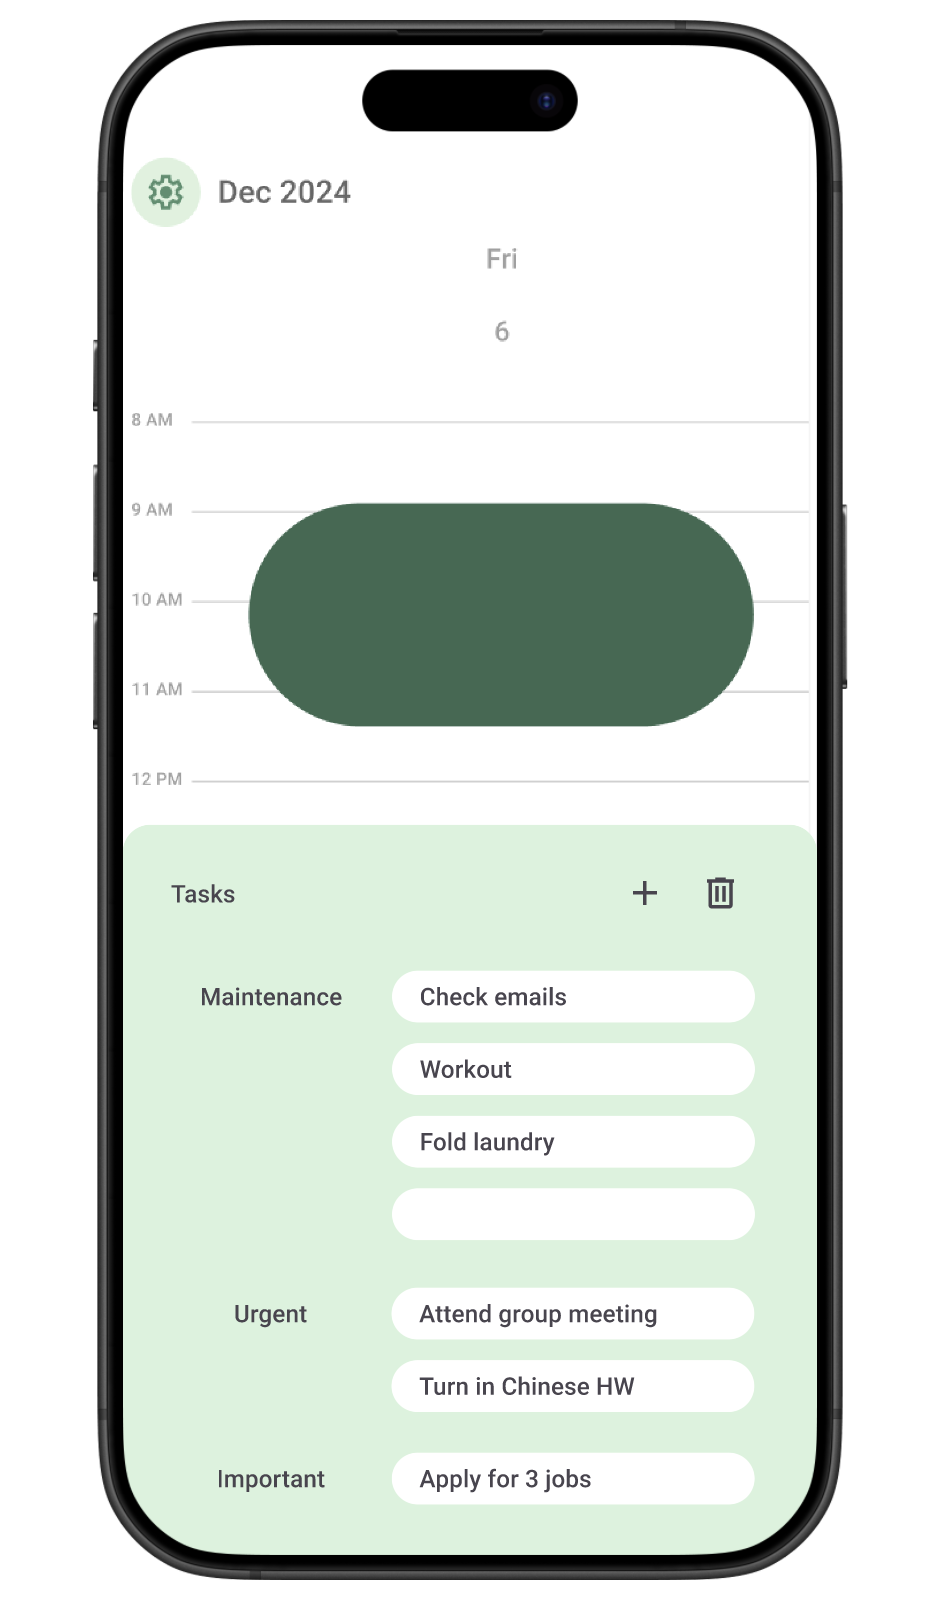 Dec 2024
Fri
6
8 AM
9 AM
10 AM
11 AM
12 PM
Tasks
Maintenance
Check emails
Workout
Fold laundry
Urgent
Attend group meeting
Turn in Chinese HW
Important
Apply for 3 jobs